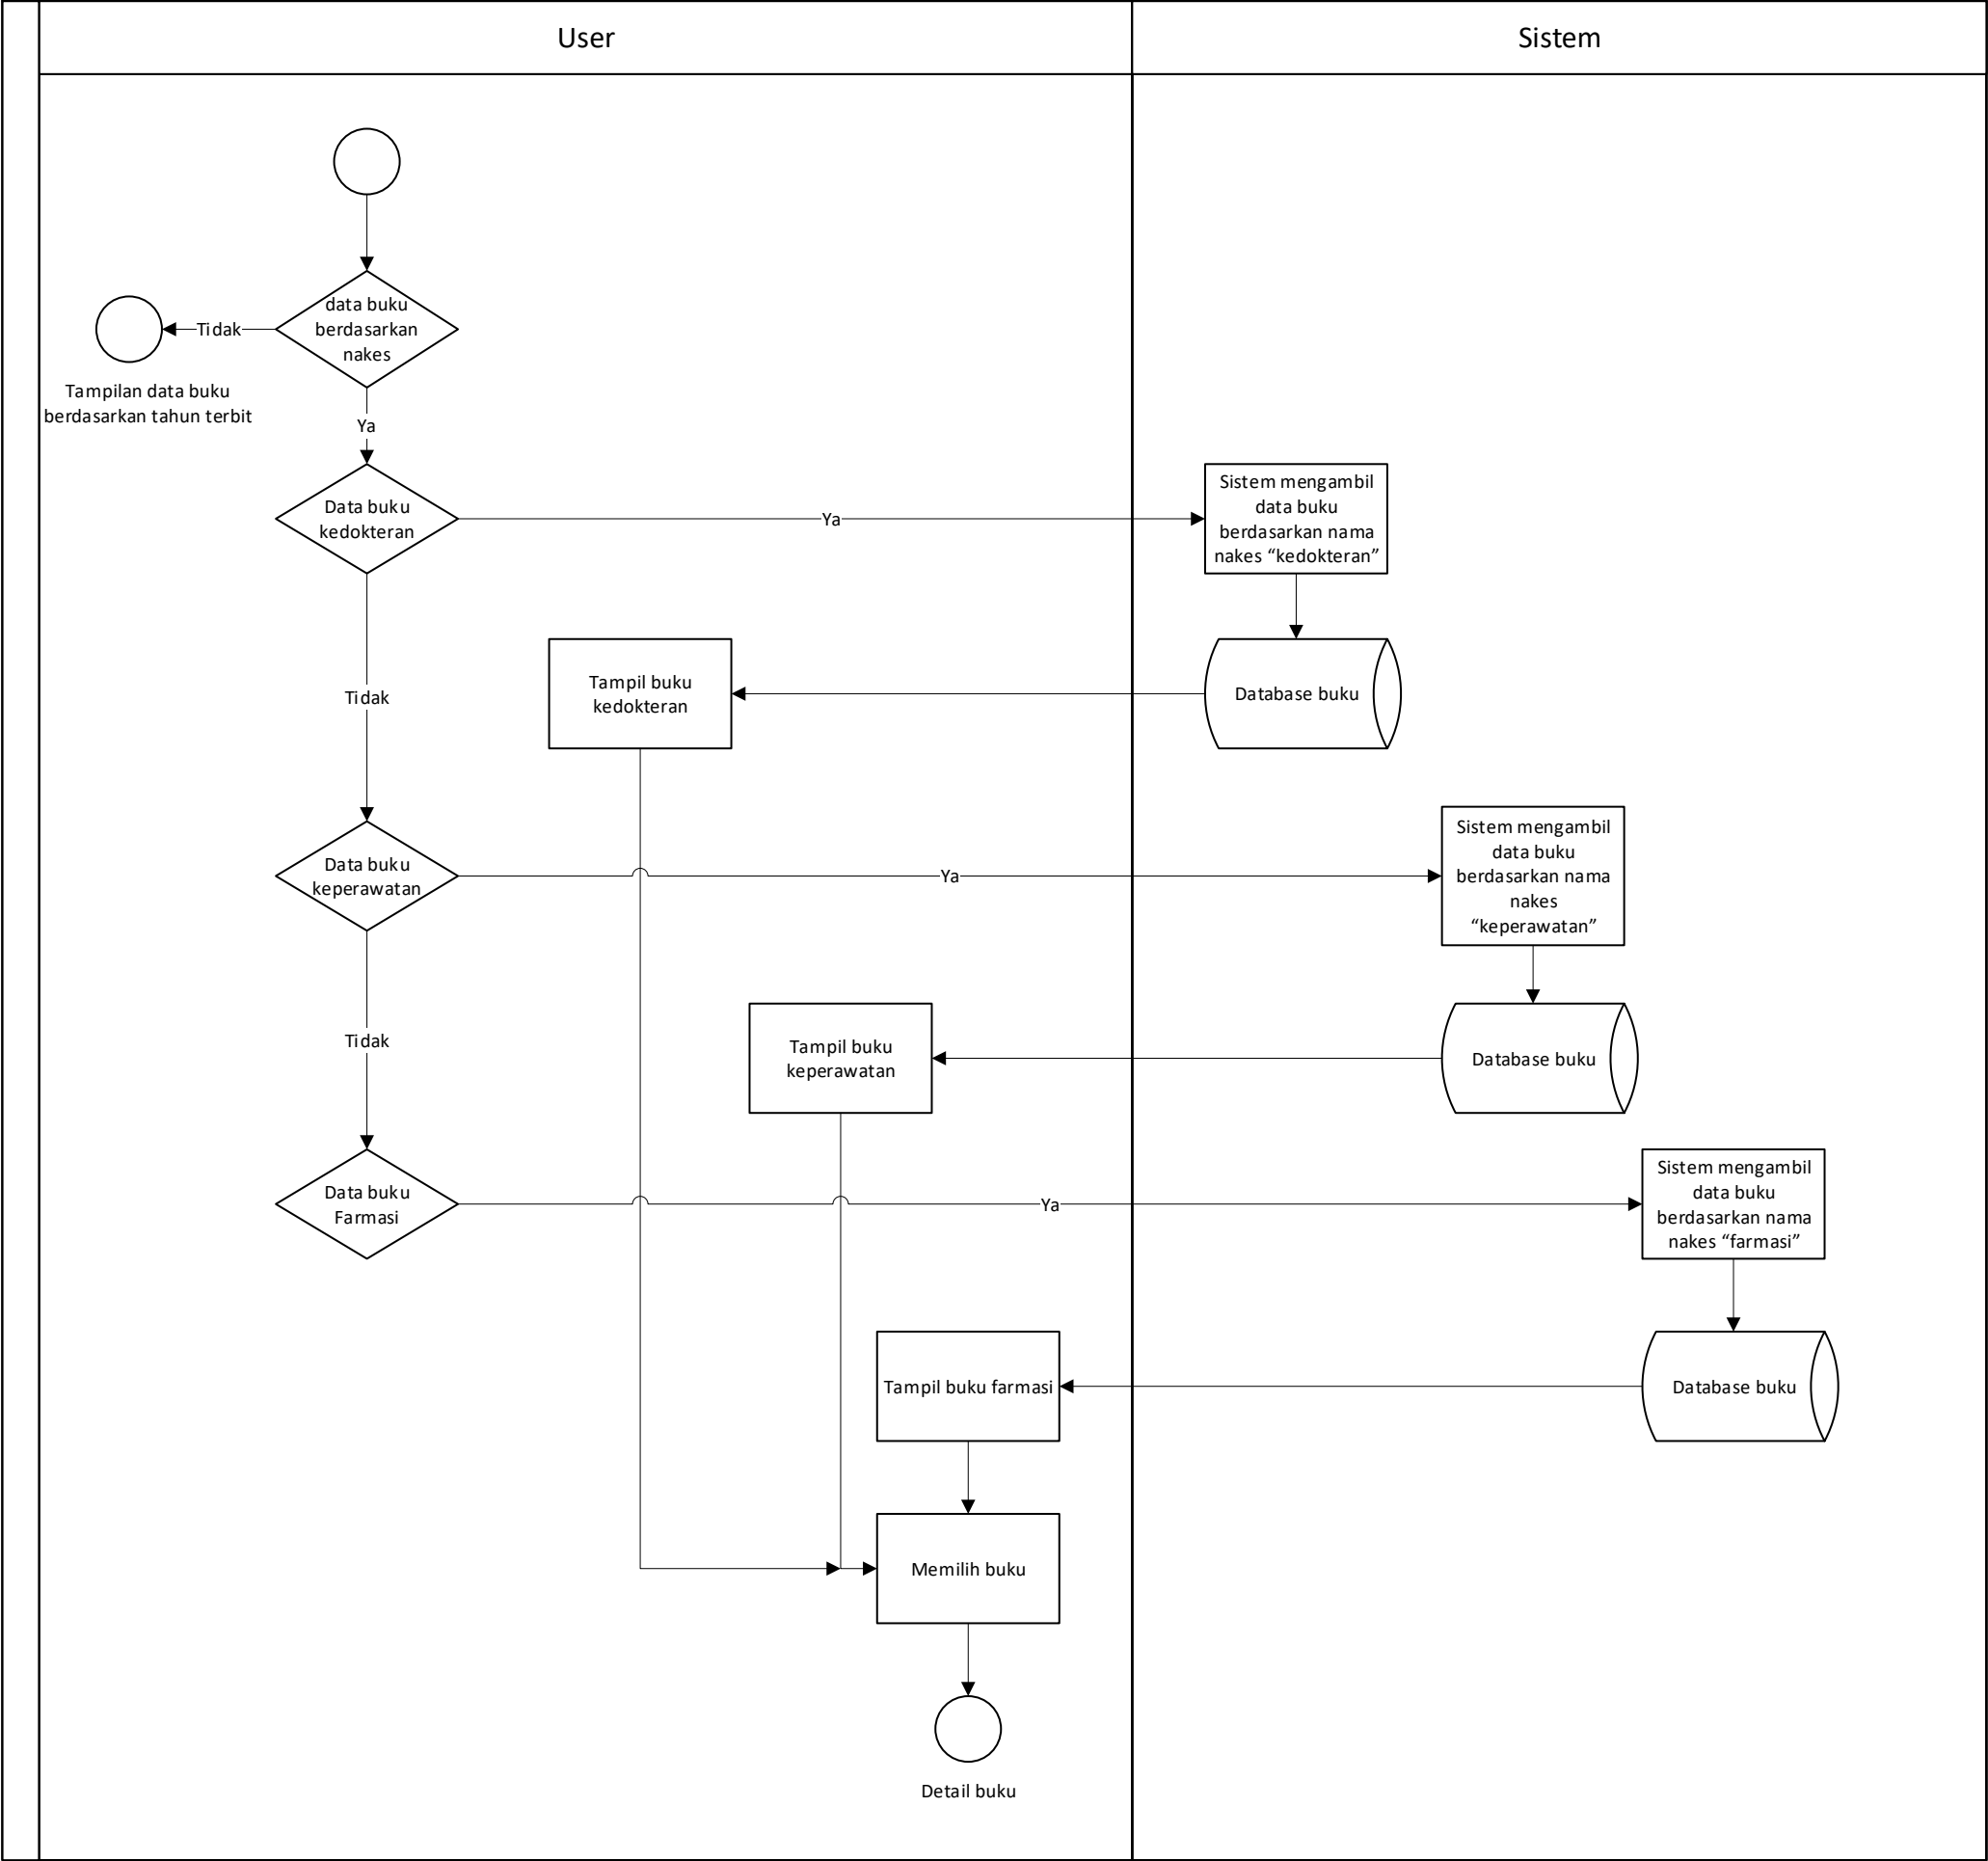 User
Sistem
data buku
berdasarkan
nakes
Tidak
Tampilan data buku
berdasarkan tahun terbit
Ya
Data buku
kedokteran
Ya
Sistem mengambil
data buku
berdasarkan nama
nakes “kedokteran”
Tidak
Tampil buku
kedokteran
Database buku
Data buku
keperawatan
Ya
Sistem mengambil
data buku
berdasarkan nama
nakes
“keperawatan”
Tidak
Tampil buku
keperawatan
Database buku
Data buku
Farmasi
Ya
Sistem mengambil
data buku
berdasarkan nama
nakes “farmasi”
Tampil buku farmasi
Database buku
Memilih buku
Detail buku